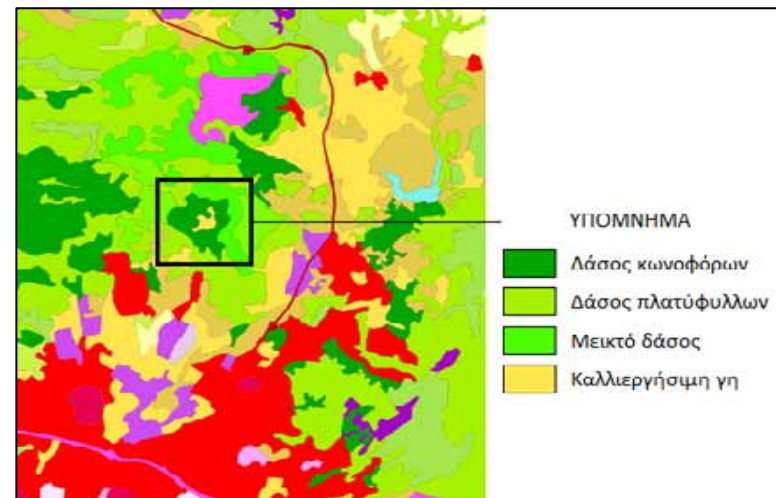 ΥΠΟΜΝΗΜΑ
Δάσος κωνοφόρων
Δάσος πλατύφυλλων
Μεικτό δάσος
Καλλιεργήσιμη γη